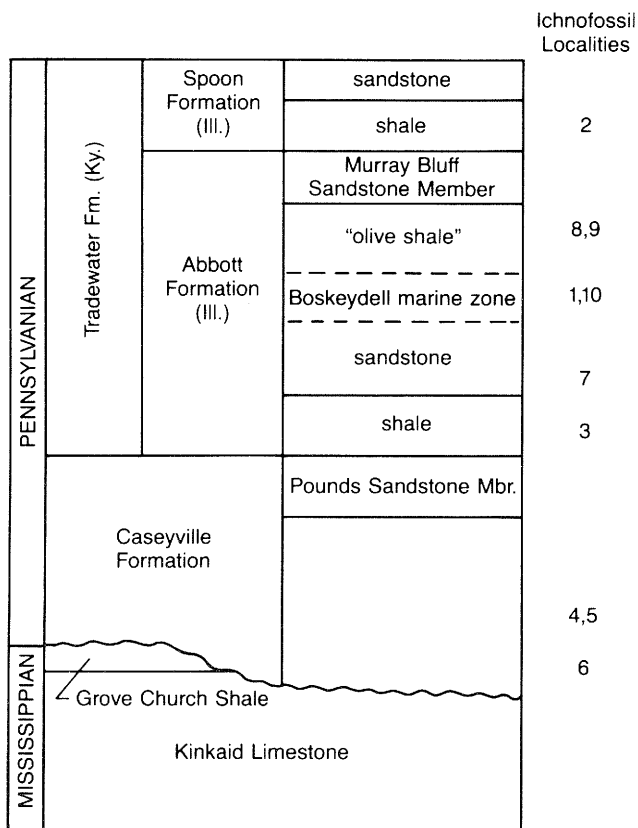 Ichnofossil
Localities
PENNSYLVANIAN
Tradewater Fm. (Ky.)
Spoon
Formation
(Ill.)
sandstone
shale
2
Abbott
Formation
(Ill.)
Murray Bluff
Sandstone Member
"olive shale"
8,9
Boskeydell marine zone
1,10
sandstone
7
shale
3
Caseyville
Formation
Pounds Sandstone Mbr.
4,5
MISSISSIPPIAN
6
Grove Church Shale
Kinkaid Limestone